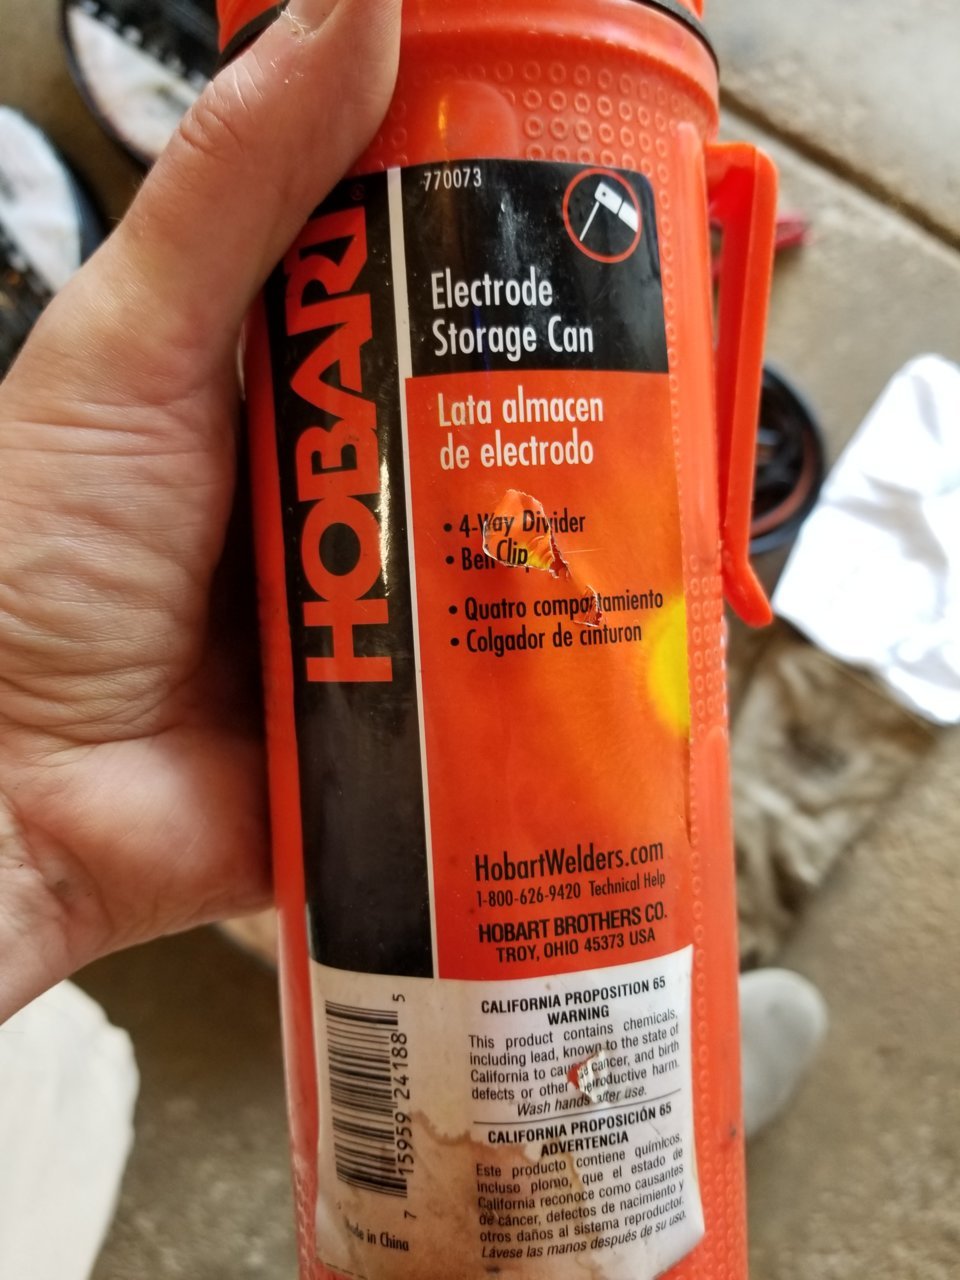 HOBART®
770073
Electrode
Storage Can
Lata almacen
de electrodo
• 4-Way Divider
• Belt Clip
• Quatro compartamiento
• Colgador de cinturon
HobartWelders.com
1-800-626-9420 Technical Help
HOBART BROTHERS CO.
TROY, OHIO 45373 USA
CALIFORNIA PROPOSITION 65
WARNING
This product contains chemicals,
including lead, known to the state of
California to cause cancer, and birth
defects or other reproductive harm.
Wash hands after use.
CALIFORNIA PROPOSICIÓN 65
ADVERTENCIA
Este producto contiene químicos,
incluso plomo, que el estado de
California reconoce como causantes
de cáncer, defectos de nacimiento y
otros daños al sistema reproductor.
Lávese las manos después de su uso.
7 15959 24188 5
Made in China